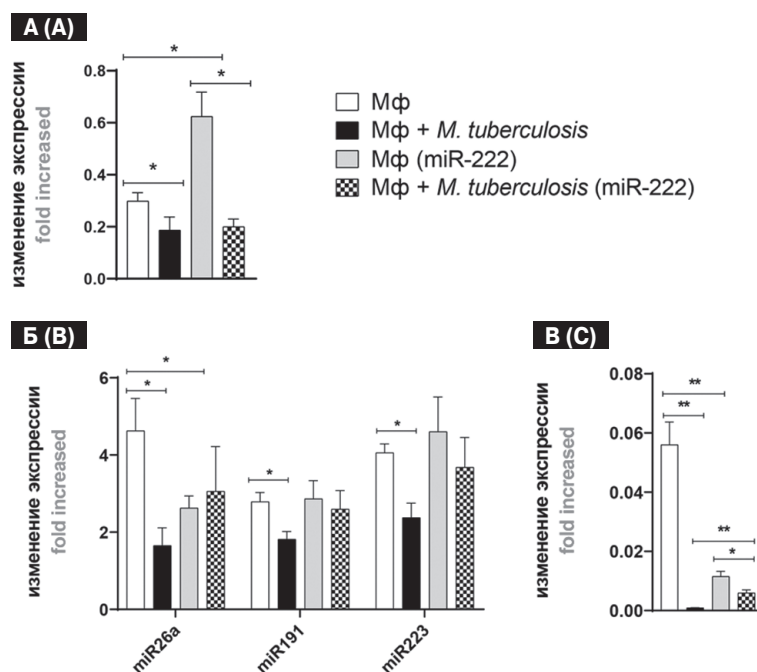 А (A)
изменение экспрессии
fold increased
0.8
0.6
0.4
0.2
0.0
*
*
*
Мф
Мф + M. tuberculosis
Мф (miR-222)
Мф + M. tuberculosis (miR-222)
Б (B)
изменение экспрессии
fold increased
6
4
2
0
*
*
*
*
miR26a
miR191
miR223
В (C)
изменение экспрессии
fold increased
0.08
0.06
0.04
0.02
0.00
**
**
**
*